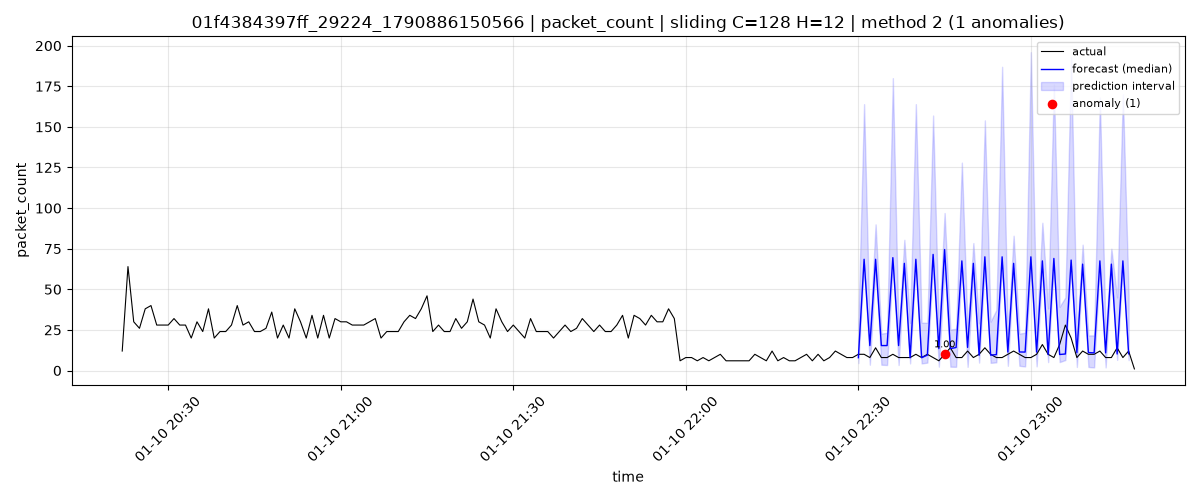 01f4384397ff_29224_1790886150566 | packet_count | sliding C=128 H=12 | method 2 (1 anomalies)
packet_count
200
175
150
125
100
75
50
25
0
actual
forecast (median)
prediction interval
anomaly (1)
1.00
01-10 20:30
01-10 21:00
01-10 21:30
01-10 22:00
01-10 22:30
01-10 23:00
time